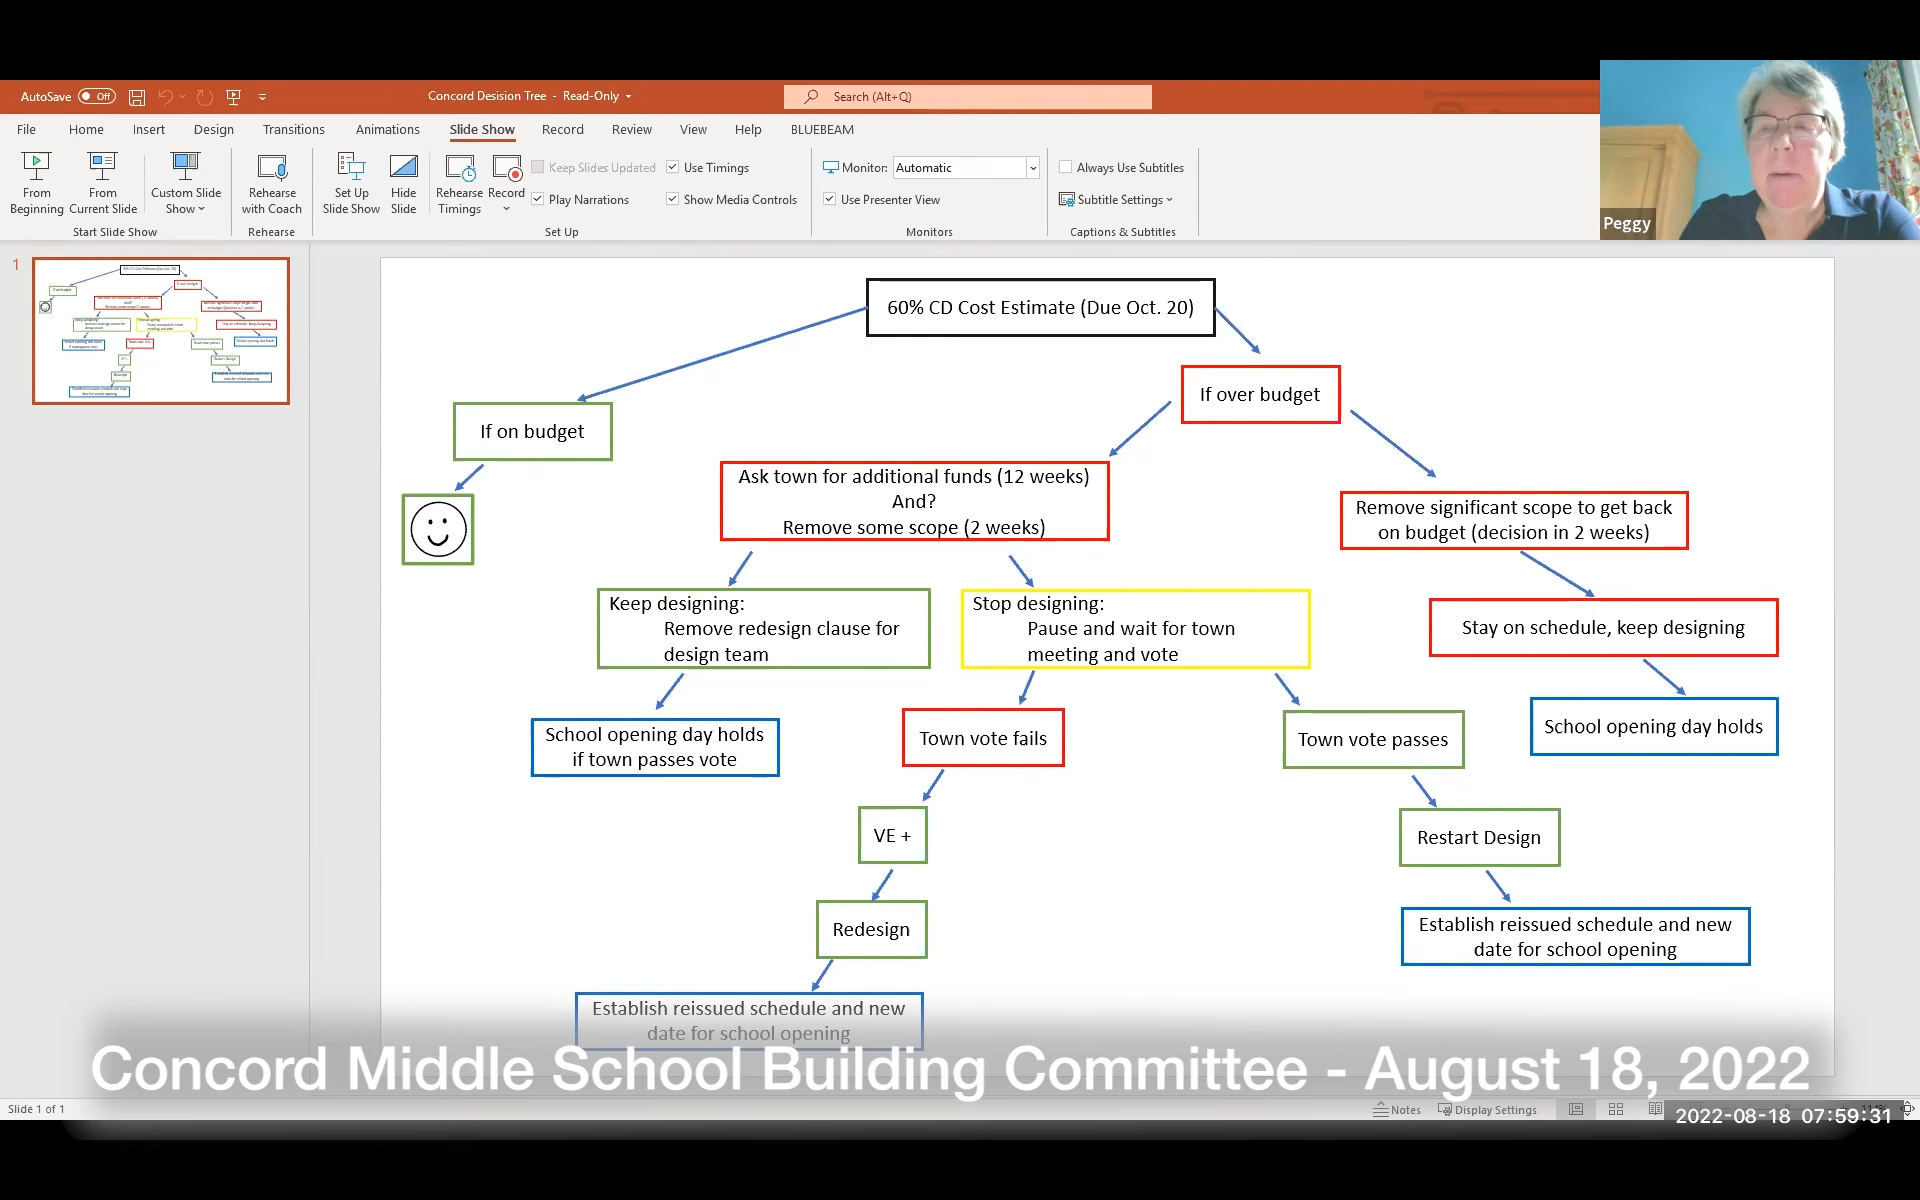 AutoSave Off
Concord Desision Tree - Read-Only
Search (Alt+Q)
File Home Insert Design Transitions Animations Slide Show Record Review View Help BLUEBEAM
From Beginning
From Current Slide
Custom Slide Show
Start Slide Show
Rehearse with Coach
Rehearse
Set Up Slide Show
Hide Slide
Rehearse Timings
Record
Keep Slides Updated
Play Narrations
Use Timings
Show Media Controls
Set Up
Monitor: Automatic
Use Presenter View
Monitors
Always Use Subtitles
Subtitle Settings
Captions & Subtitles
Peggy
1
60% CD Cost Estimate (Due Oct. 20)
If over budget
If on budget
Ask town for additional funds (12 weeks)
And?
Remove some scope (2 weeks)
Remove significant scope to get back
on budget (decision in 2 weeks)
Keep designing:
Remove redesign clause for
design team
Stop designing:
Pause and wait for town
meeting and vote
Stay on schedule, keep designing
School opening day holds
if town passes vote
Town vote fails
Town vote passes
School opening day holds
VE +
Restart Design
Redesign
Establish reissued schedule and new
date for school opening
Establish reissued schedule and new
date for school opening
Concord Middle School Building Committee - August 18, 2022
Slide 1 of 1
Notes
Display Settings
2022-08-18 07:59:31